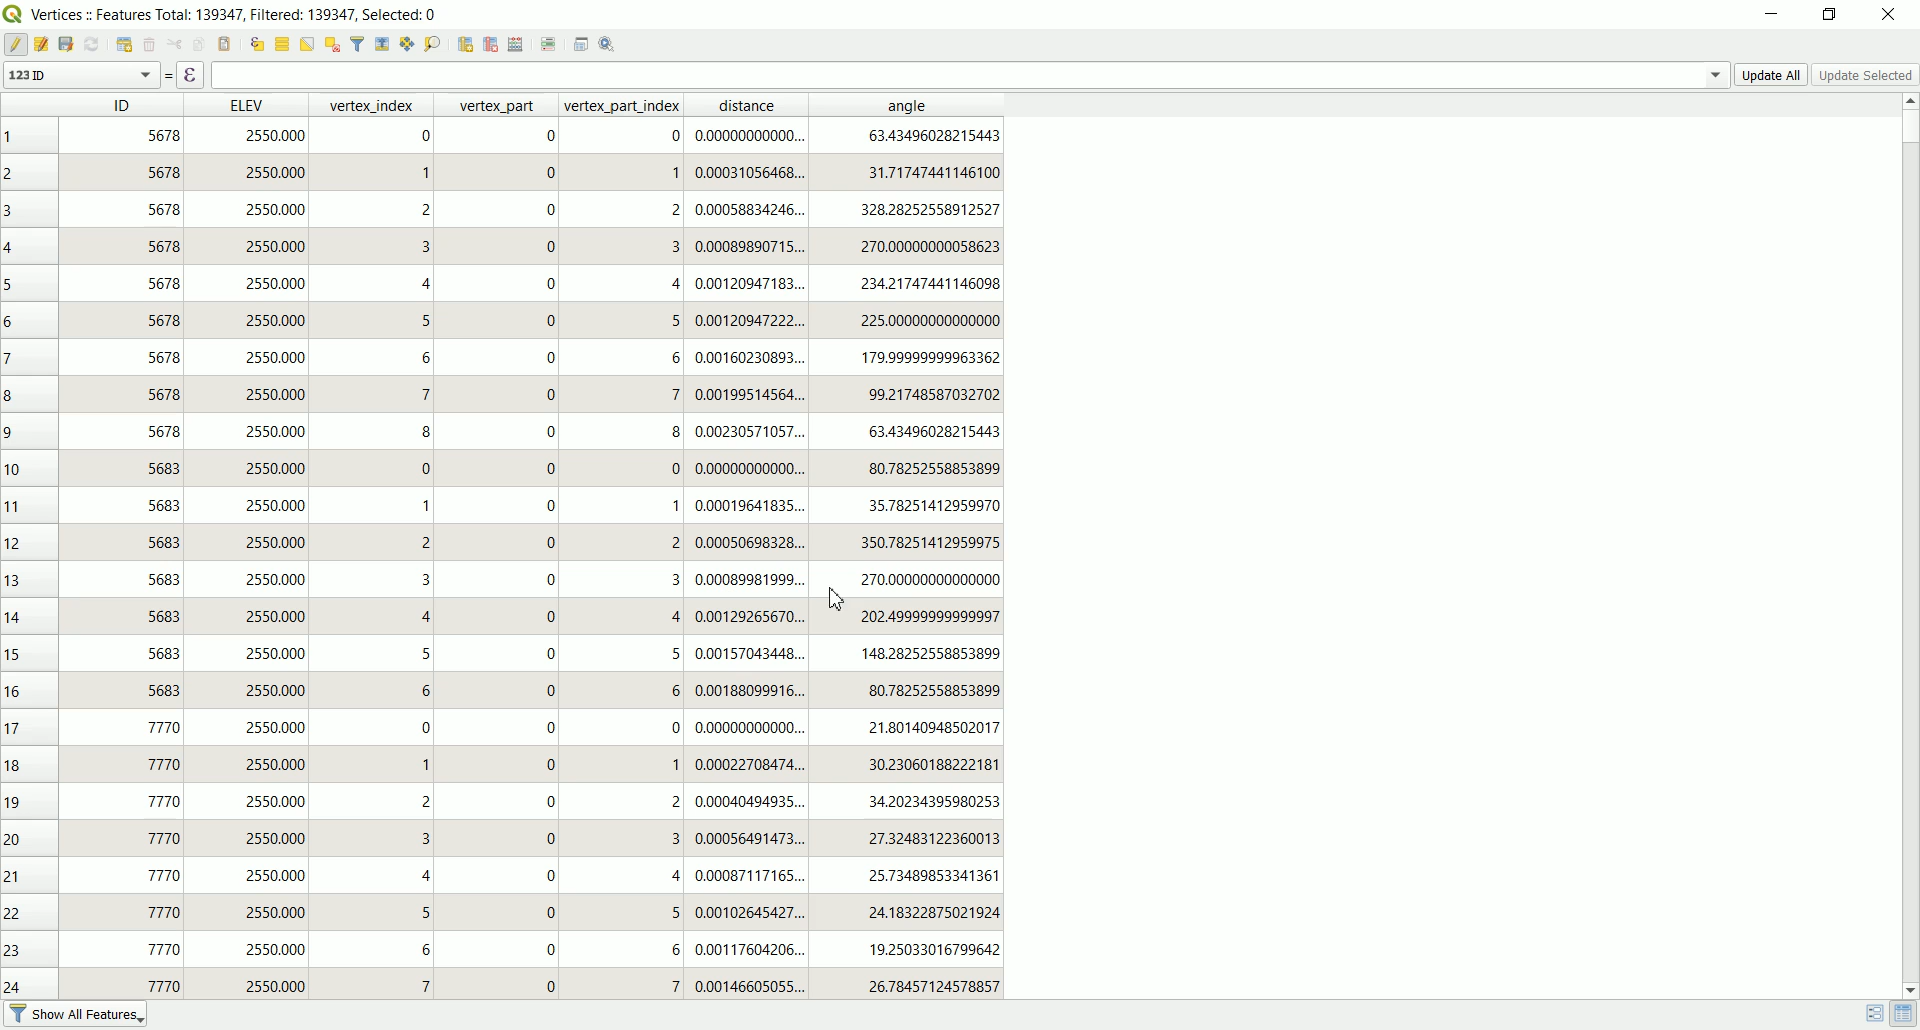 Vertices :: Features Total: 139347, Filtered: 139347, Selected: 0
123 ID = ε Update All Update Selected
ID ELEV vertex_index vertex_part vertex_part_index distance angle
1 5678 2550.000 0 0 0 0.00000000000... 63.43496028215443
2 5678 2550.000 1 0 1 0.00031056468... 31.71747441146100
3 5678 2550.000 2 0 2 0.00058834246... 328.28252558912527
4 5678 2550.000 3 0 3 0.00089890715... 270.00000000058623
5 5678 2550.000 4 0 4 0.00120947183... 234.21747441146098
6 5678 2550.000 5 0 5 0.00120947222... 225.00000000000000
7 5678 2550.000 6 0 6 0.00160230893... 179.99999999963362
8 5678 2550.000 7 0 7 0.00199514564... 99.21748587032702
9 5678 2550.000 8 0 8 0.00230571057... 63.43496028215443
10 5683 2550.000 0 0 0 0.00000000000... 80.78252558853899
11 5683 2550.000 1 0 1 0.00019641835... 35.78251412959970
12 5683 2550.000 2 0 2 0.00050698328... 350.78251412959975
13 5683 2550.000 3 0 3 0.00089981999... 270.00000000000000
14 5683 2550.000 4 0 4 0.00129265670... 202.49999999999997
15 5683 2550.000 5 0 5 0.00157043448... 148.28252558853899
16 5683 2550.000 6 0 6 0.00188099916... 80.78252558853899
17 7770 2550.000 0 0 0 0.00000000000... 21.80140948502017
18 7770 2550.000 1 0 1 0.00022708474... 30.23060188222181
19 7770 2550.000 2 0 2 0.00040494935... 34.20234395980253
20 7770 2550.000 3 0 3 0.00056491473... 27.32483122360013
21 7770 2550.000 4 0 4 0.00087117165... 25.73489853341361
22 7770 2550.000 5 0 5 0.00102645427... 24.18322875021924
23 7770 2550.000 6 0 6 0.00117604206... 19.25033016799642
24 7770 2550.000 7 0 7 0.00146605055... 26.78457124578857
Show All Features